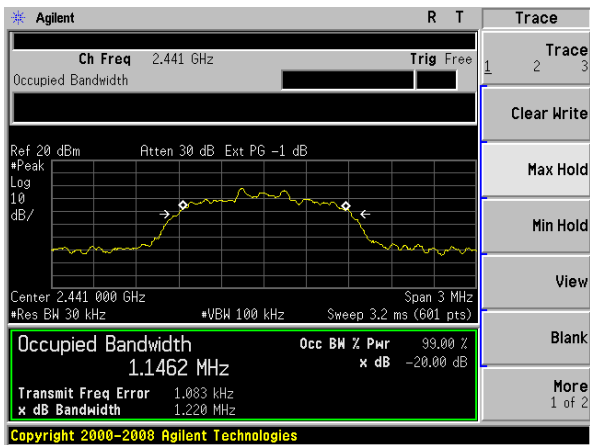 Agilent R T Trace
Ch Freq 2.441 GHz Trig Free
Occupied Bandwidth
Trace
1 2 3
Clear Write
Max Hold
Min Hold
View
Blank
More
1 of 2
Ref 20 dBm Atten 30 dB Ext PG -1 dB
#Peak
Log
10
dB/
Center 2.441 000 GHz Span 3 MHz
#Res BW 30 kHz #VBW 100 kHz Sweep 3.2 ms (601 pts)
Occupied Bandwidth Occ BW % Pwr 99.00 %
1.1462 MHz x dB -20.00 dB
Transmit Freq Error 1.083 kHz
x dB Bandwidth 1.220 MHz
Copyright 2000-2008 Agilent Technologies